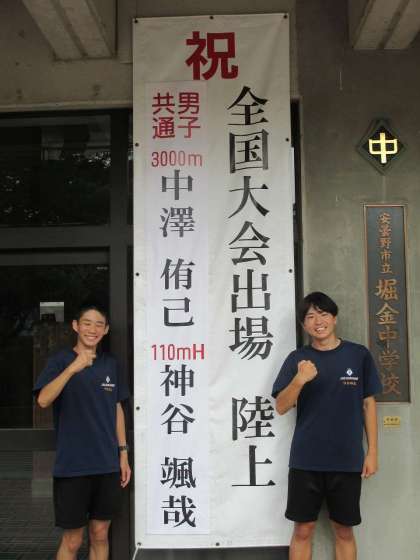 祝
全国大会出場 陸上
男子
共通
3000m
中澤 侑己
110mH
神谷 颯哉
中
安曇野市立
堀金中学校